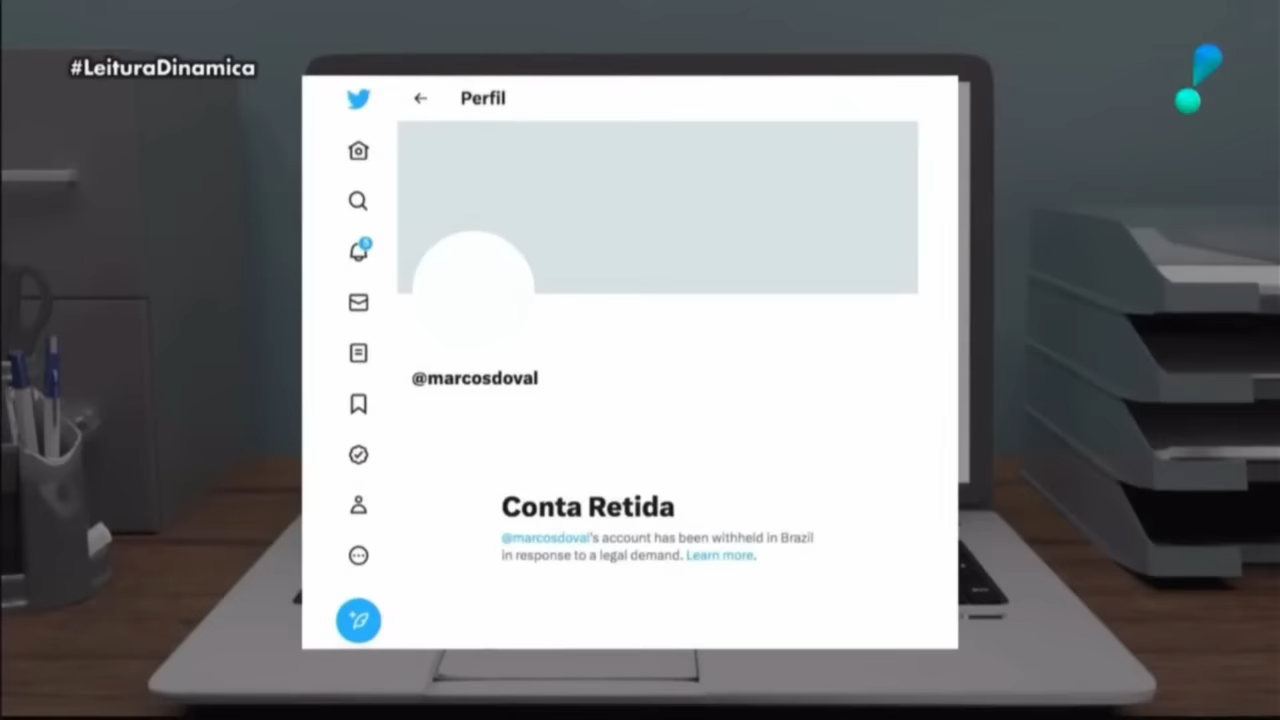 #LeituraDinamica
Perfil
5
@marcosdoval
Conta Retida
@marcosdoval's account has been withheld in Brazil
in response to a legal demand. Learn more.